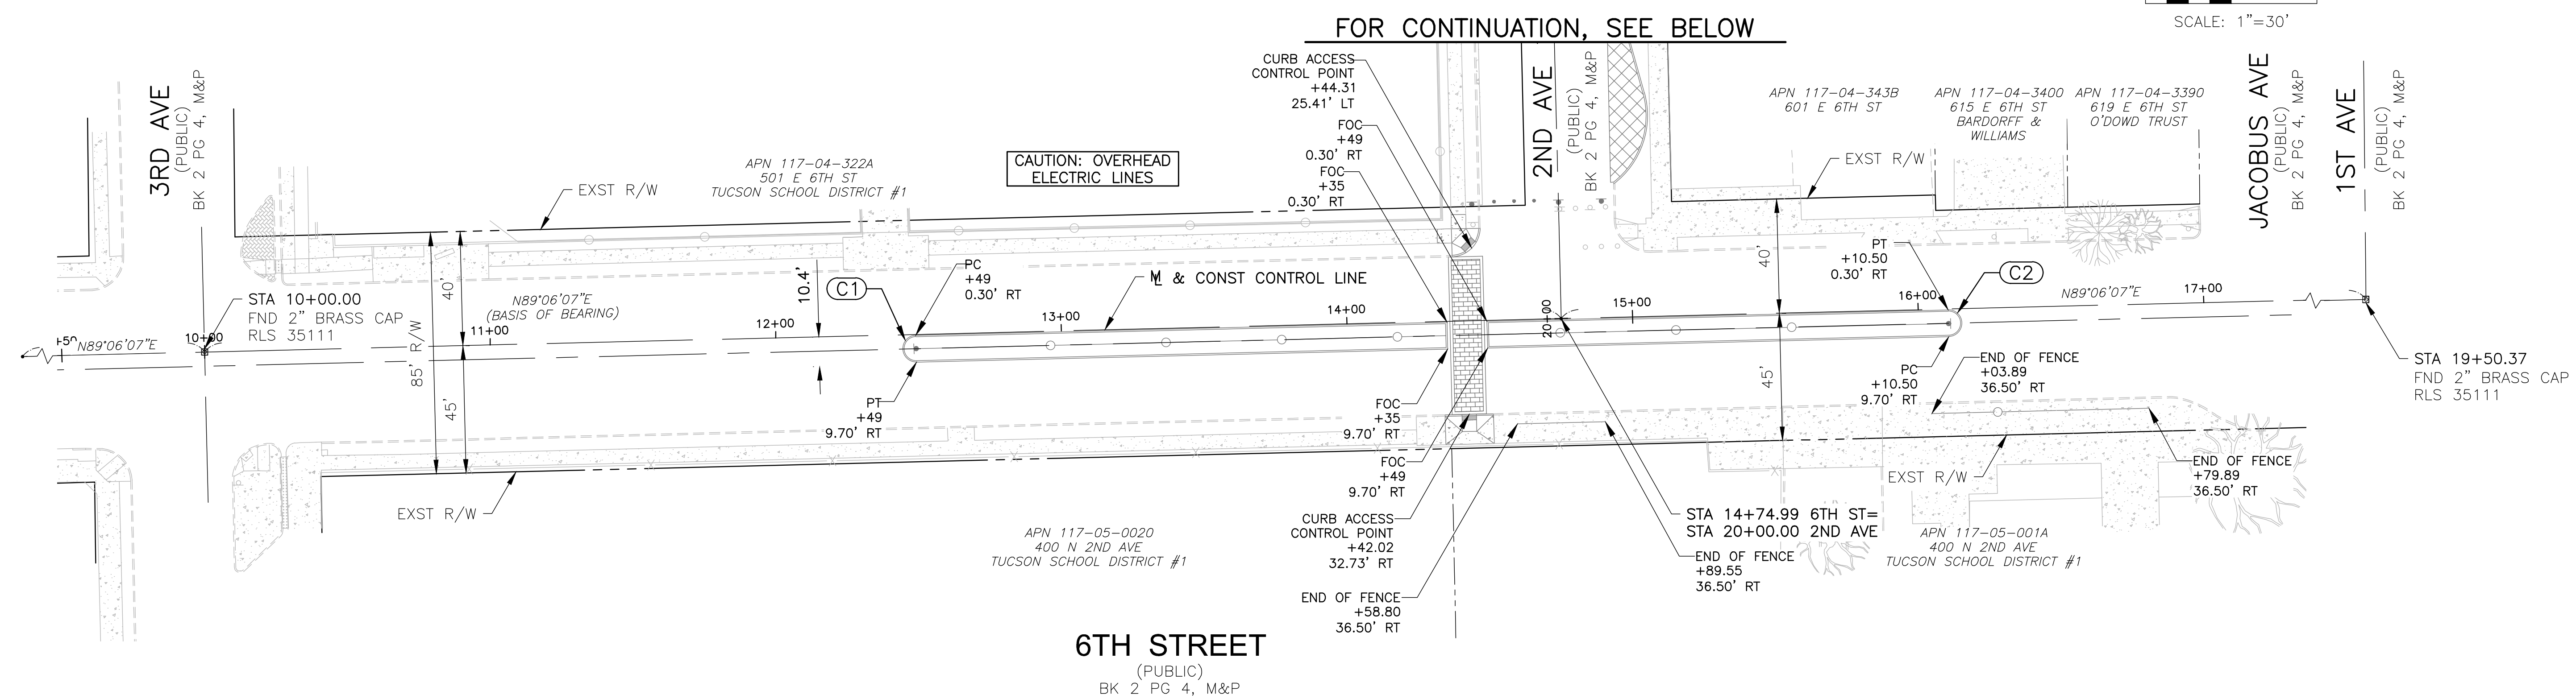 SCALE: 1"=30'
FOR CONTINUATION, SEE BELOW
3RD AVE
(PUBLIC)
BK 2 PG 4, M&P
APN 117-04-322A
501 E 6TH ST
TUCSON SCHOOL DISTRICT #1
EXST R/W
CAUTION: OVERHEAD
ELECTRIC LINES
CURB ACCESS
CONTROL POINT
+44.31
25.41' LT
FOC
+49
0.30' RT
FOC
+35
0.30' RT
2ND AVE
(PUBLIC)
BK 2 PG 4, M&P
APN 117-04-343B
601 E 6TH ST
APN 117-04-3400
615 E 6TH ST
BARDORFF &
WILLIAMS
APN 117-04-3390
619 E 6TH ST
O'DOWD TRUST
EXST R/W
JACOBUS AVE
(PUBLIC)
BK 2 PG 4, M&P
1ST AVE
(PUBLIC)
BK 2 PG 4, M&P
STA 10+00.00
FND 2" BRASS CAP
RLS 35111
+50
N89°06'07"E
10+00
85' R/W
40'
45'
11+00
N89°06'07"E
(BASIS OF BEARING)
12+00
10.4'
C1
PC
+49
0.30' RT
ML & CONST CONTROL LINE
13+00
14+00
20+00
15+00
40'
45'
PT
+10.50
0.30' RT
16+00
C2
N89°06'07"E
17+00
STA 19+50.37
FND 2" BRASS CAP
RLS 35111
PT
+49
9.70' RT
FOC
+35
9.70' RT
FOC
+49
9.70' RT
PC
+10.50
9.70' RT
END OF FENCE
+03.89
36.50' RT
END OF FENCE
+79.89
36.50' RT
EXST R/W
EXST R/W
CURB ACCESS
CONTROL POINT
+42.02
32.73' RT
END OF FENCE
+58.80
36.50' RT
STA 14+74.99 6TH ST=
STA 20+00.00 2ND AVE
END OF FENCE
+89.55
36.50' RT
APN 117-05-0020
400 N 2ND AVE
TUCSON SCHOOL DISTRICT #1
APN 117-05-001A
400 N 2ND AVE
TUCSON SCHOOL DISTRICT #1
6TH STREET
(PUBLIC)
BK 2 PG 4, M&P